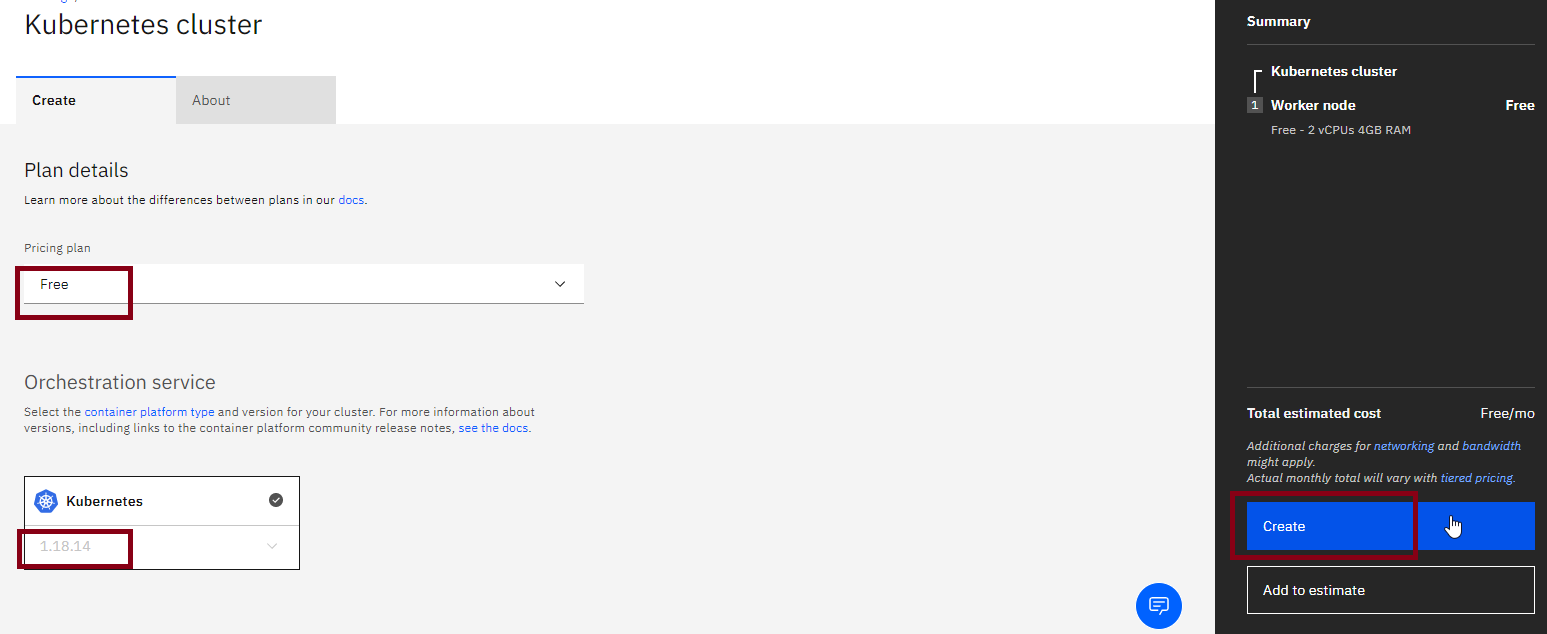 Kubernetes cluster
Create
About
Plan details
Learn more about the differences between plans in our docs.
Pricing plan
Free
Orchestration service
Select the container platform type and version for your cluster. For more information about
versions, including links to the container platform community release notes, see the docs.
Kubernetes
1.18.14
Summary
Kubernetes cluster
1 Worker node Free
Free - 2 vCPUs 4GB RAM
Total estimated cost Free/mo
Additional charges for networking and bandwidth
might apply.
Actual monthly total will vary with tiered pricing.
Create
Add to estimate